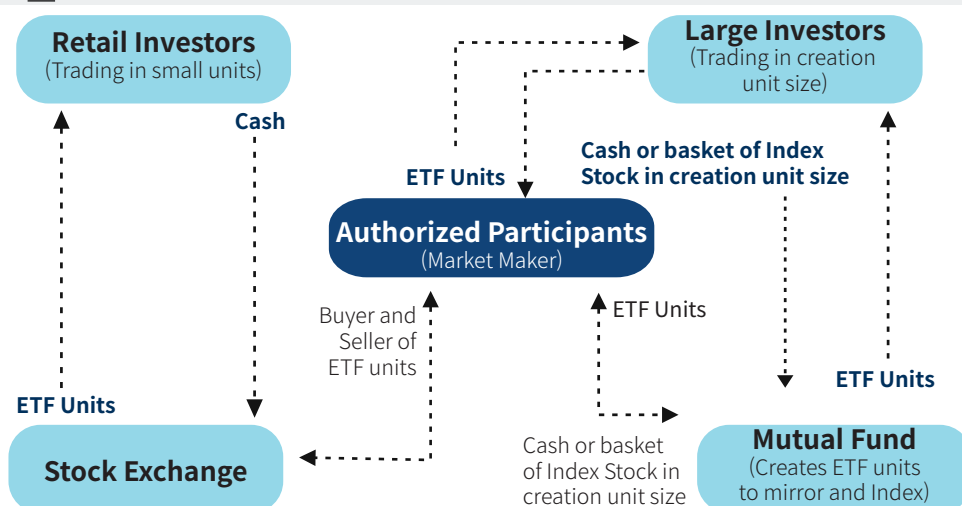 Retail Investors
(Trading in small units)
Large Investors
(Trading in creation
unit size)
Cash
Cash or basket of Index
Stock in creation unit size
ETF Units
Authorized Participants
(Market Maker)
Buyer and
Seller of
ETF units
ETF Units
ETF Units
ETF Units
Stock Exchange
Cash or basket
of Index Stock in
creation unit size
Mutual Fund
(Creates ETF units
to mirror and Index)